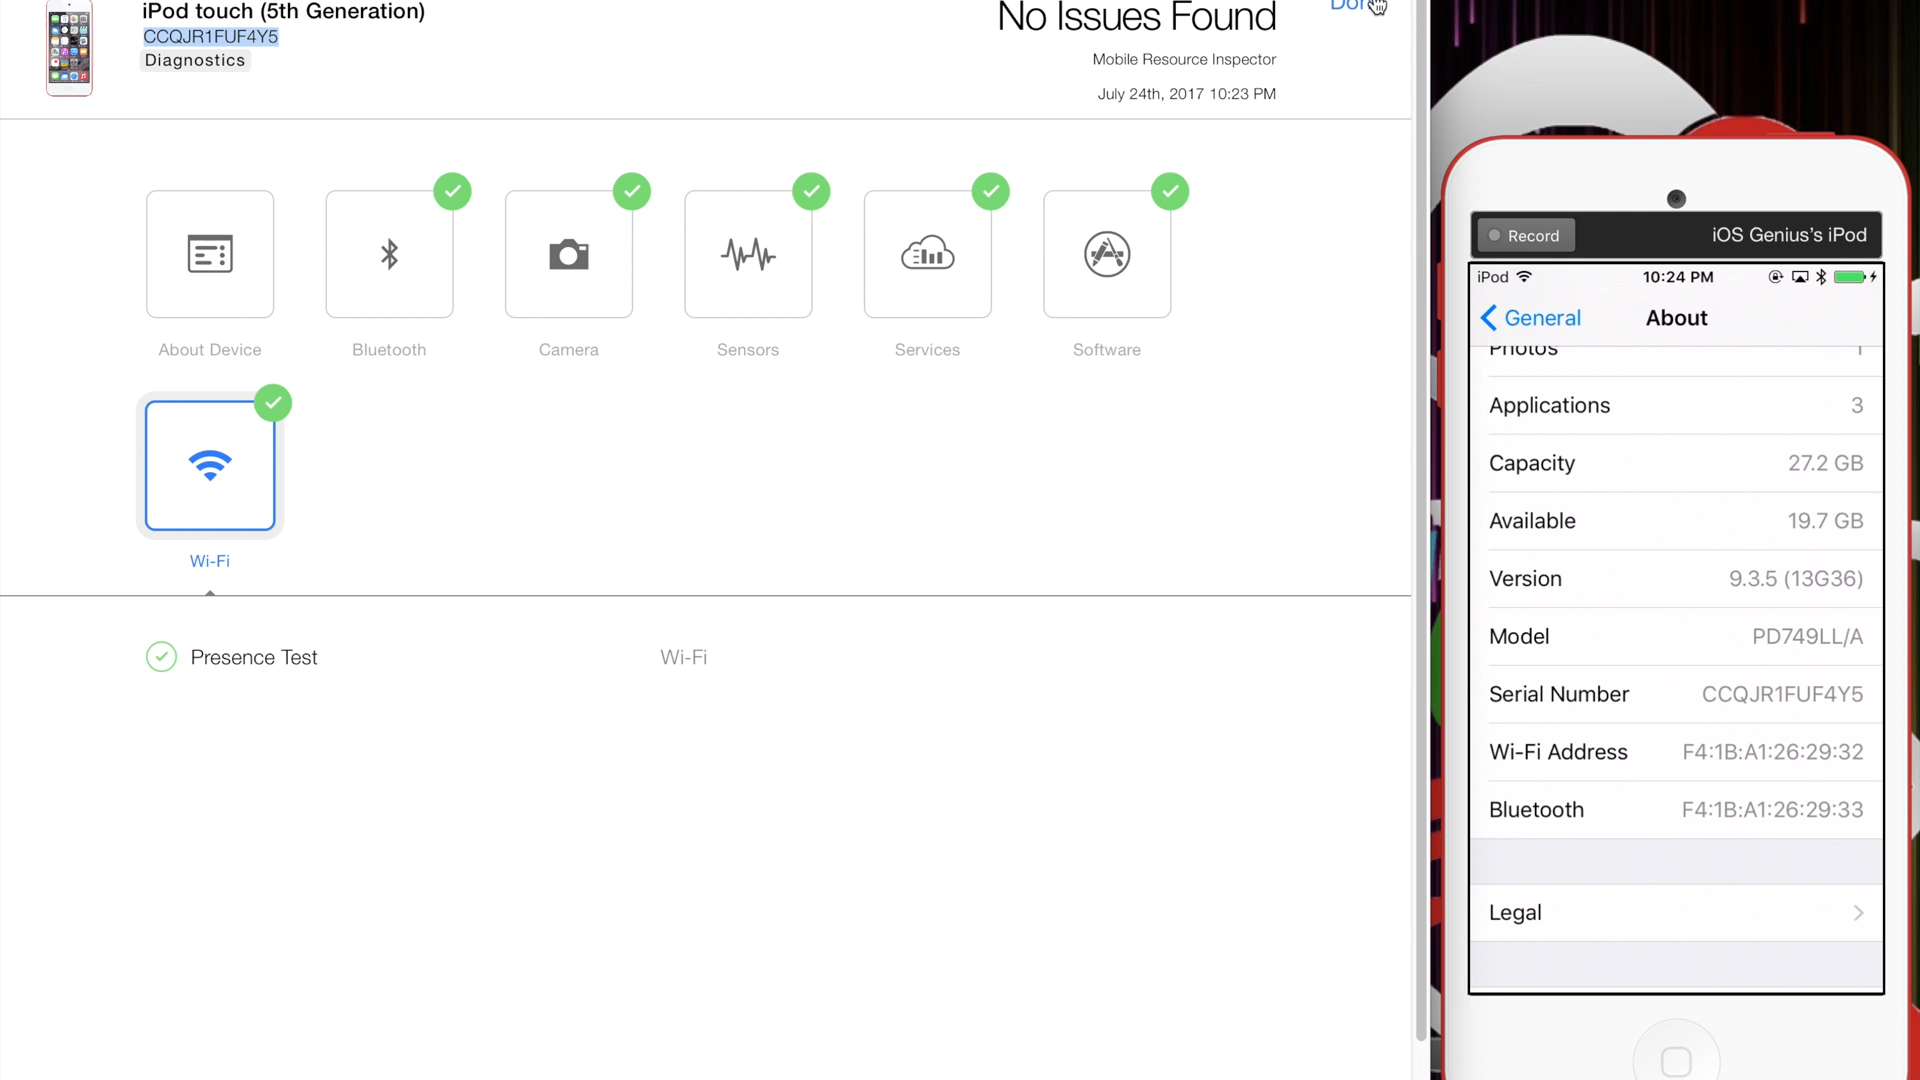 iPod touch (5th Generation)
CCQJR1FUF4Y5
Diagnostics
No Issues Found
Mobile Resource Inspector
July 24th, 2017 10:23 PM
About Device
Bluetooth
Camera
Sensors
Services
Software
Wi-Fi
Presence Test
Wi-Fi
Record
iOS Genius's iPod
iPod
10:24 PM
General
About
Photos 1
Applications 3
Capacity 27.2 GB
Available 19.7 GB
Version 9.3.5 (13G36)
Model PD749LL/A
Serial Number CCQJR1FUF4Y5
Wi-Fi Address F4:1B:A1:26:29:32
Bluetooth F4:1B:A1:26:29:33
Legal